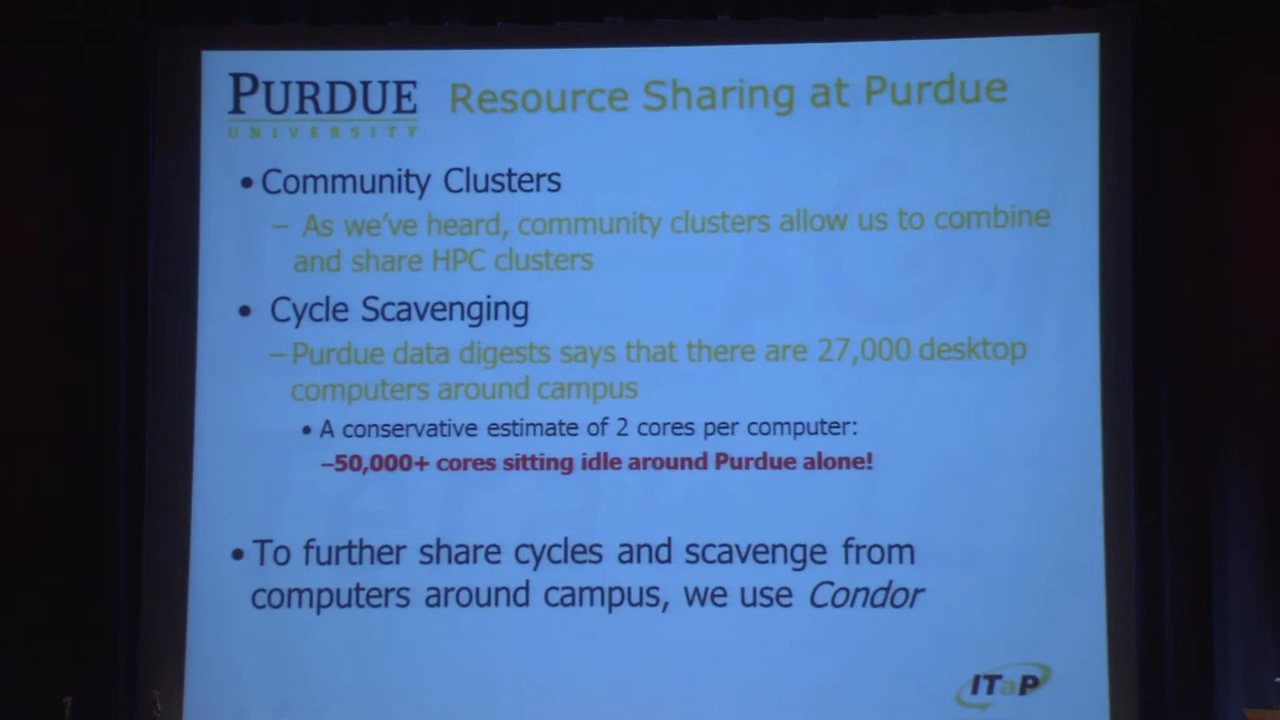 PURDUE
UNIVERSITY
Resource Sharing at Purdue
• Community Clusters
– As we've heard, community clusters allow us to combine
and share HPC clusters
• Cycle Scavenging
– Purdue data digests says that there are 27,000 desktop
computers around campus
• A conservative estimate of 2 cores per computer:
–50,000+ cores sitting idle around Purdue alone!
• To further share cycles and scavenge from
computers around campus, we use Condor
ITaP